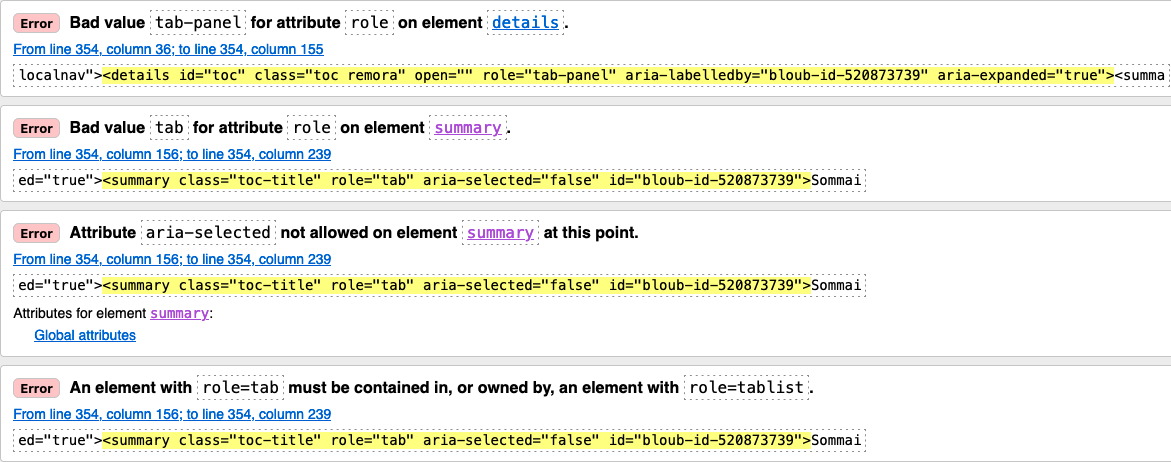 Error Bad value tab-panel for attribute role on element details.
From line 354, column 36; to line 354, column 155
localnav"><details id="toc" class="toc remora" open="" role="tab-panel" aria-labelledby="bloub-id-520873739" aria-expanded="true"><summa
Error Bad value tab for attribute role on element summary.
From line 354, column 156; to line 354, column 239
ed="true"><summary class="toc-title" role="tab" aria-selected="false" id="bloub-id-520873739">Sommai
Error Attribute aria-selected not allowed on element summary at this point.
From line 354, column 156; to line 354, column 239
ed="true"><summary class="toc-title" role="tab" aria-selected="false" id="bloub-id-520873739">Sommai
Attributes for element summary:
Global attributes
Error An element with role=tab must be contained in, or owned by, an element with role=tablist.
From line 354, column 156; to line 354, column 239
ed="true"><summary class="toc-title" role="tab" aria-selected="false" id="bloub-id-520873739">Sommai